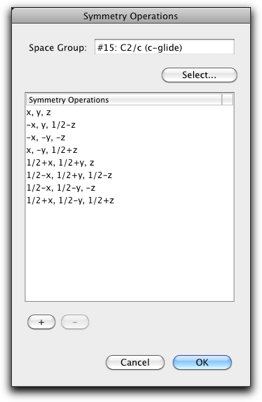 Symmetry Operations
Space Group: #15: C2/c (c-glide)
Select...
Symmetry Operations
x, y, z
-x, y, 1/2-z
-x, -y, -z
x, -y, 1/2+z
1/2+x, 1/2+y, z
1/2-x, 1/2+y, 1/2-z
1/2-x, 1/2-y, -z
1/2+x, 1/2-y, 1/2+z
+ -
Cancel OK